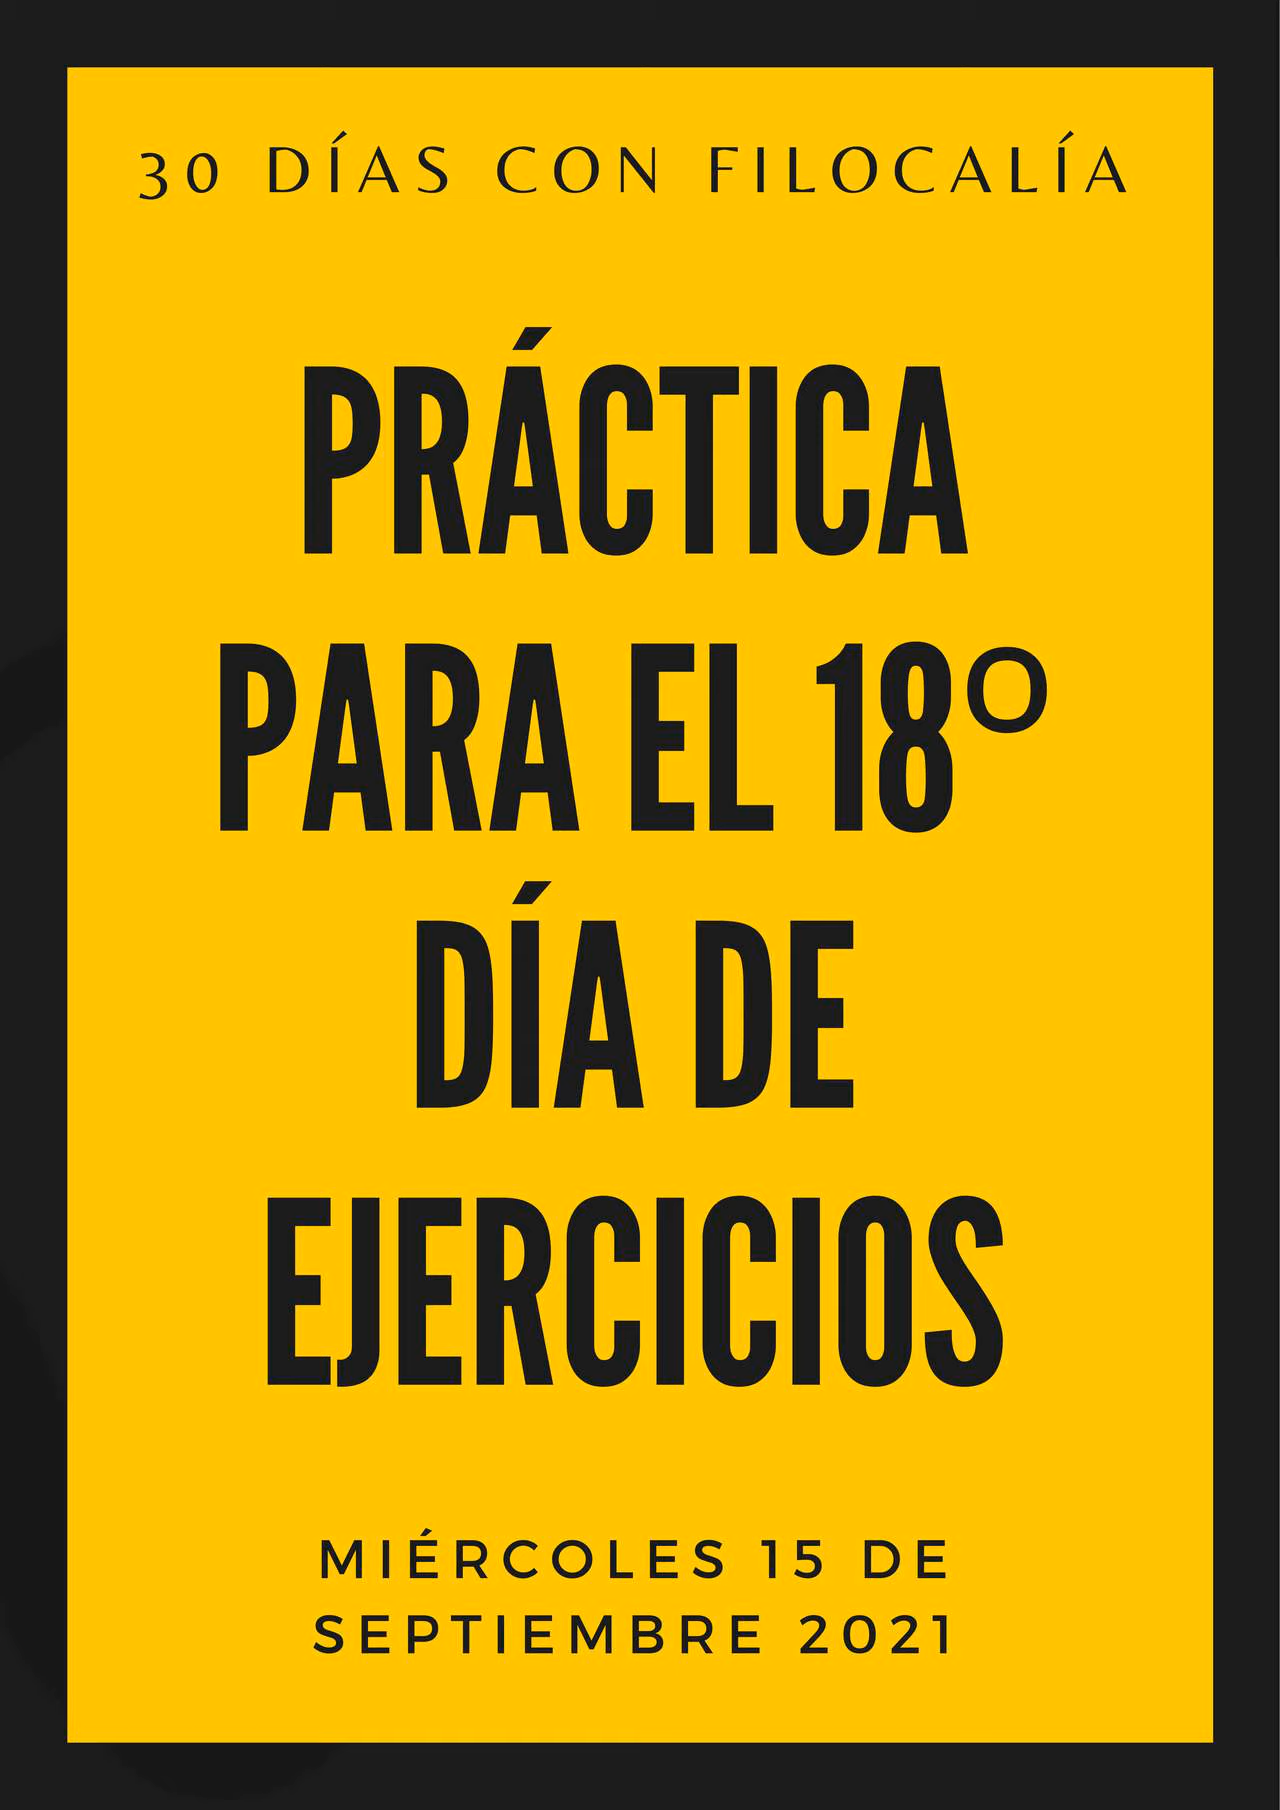 30 DÍAS CON FILOCALÍA
PRÁCTICA
PARA EL 18º
DÍA DE
EJERCICIOS
MIÉRCOLES 15 DE
SEPTIEMBRE 2021